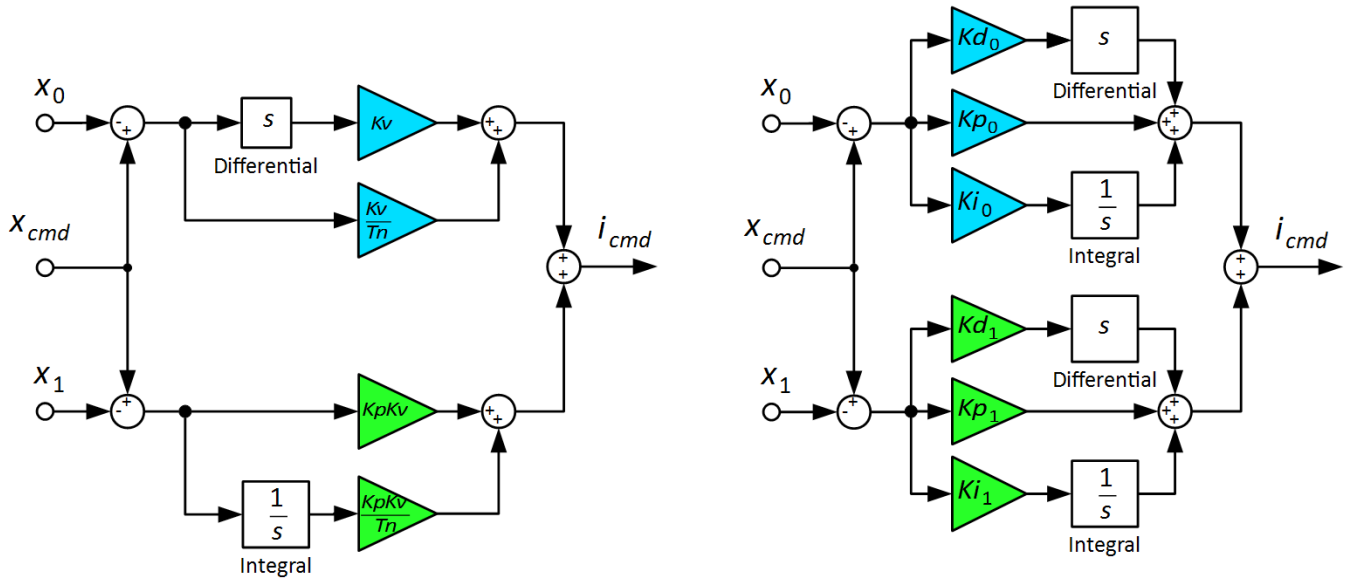 x0
- +
s
Differential
Kv
+ +
Kv
Tn
xcmd
icmd
+
+
x1
- +
KpKv
+ +
1
s
Integral
KpKv
Tn
x0
- +
Kd0
s
Differential
Kp0
+
+ +
+
Ki0
1
s
Integral
xcmd
icmd
+
+
x1
- +
Kd1
s
Differential
Kp1
+
+ +
+
Ki1
1
s
Integral